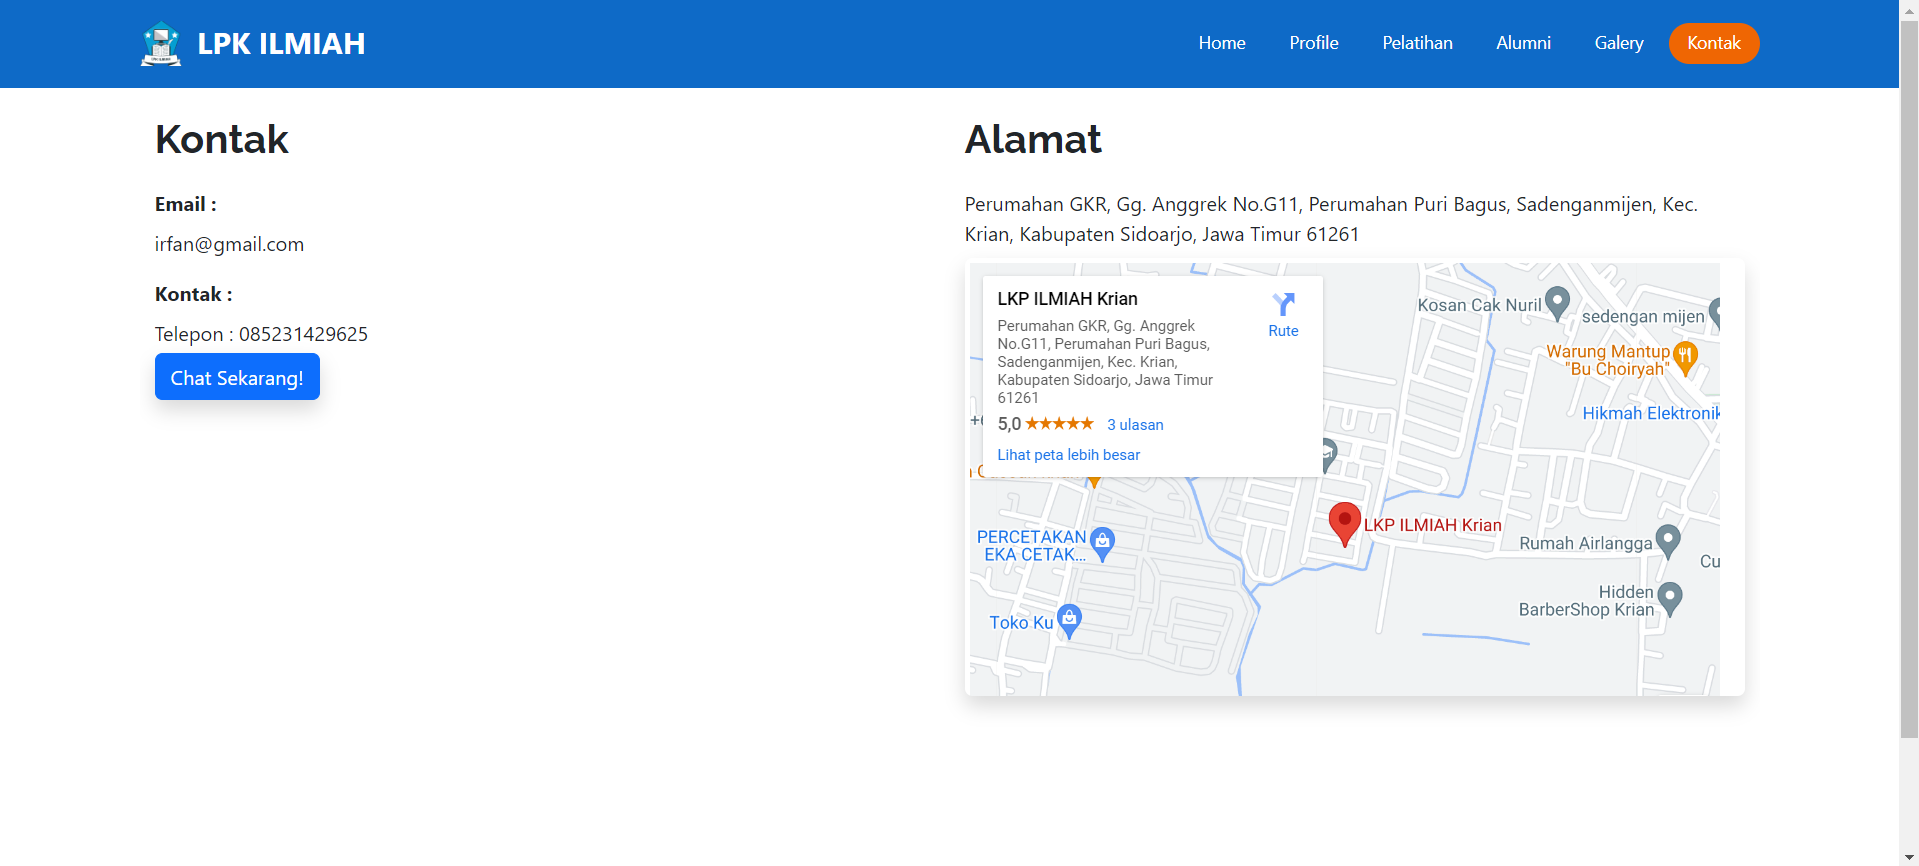 LPK ILMIAH
Home
Profile
Pelatihan
Alumni
Galery
Kontak
Kontak
Email :
irfan@gmail.com
Kontak :
Telepon : 085231429625
Chat Sekarang!
Alamat
Perumahan GKR, Gg. Anggrek No.G11, Perumahan Puri Bagus, Sadenganmijen, Kec.
Krian, Kabupaten Sidoarjo, Jawa Timur 61261
LKP ILMIAH Krian
Perumahan GKR, Gg. Anggrek
No.G11, Perumahan Puri Bagus,
Sadenganmijen, Kec. Krian,
Kabupaten Sidoarjo, Jawa Timur
61261
5,0
3 ulasan
Lihat peta lebih besar
Rute
Kosan Cak Nuril
sedengan mijen
Warung Mantup
"Bu Choiryah"
Hikmah Elektronik
LKP ILMIAH Krian
PERCETAKAN
EKA CETAK...
Rumah Airlangga
Cu
Hidden
BarberShop Krian
Toko Ku